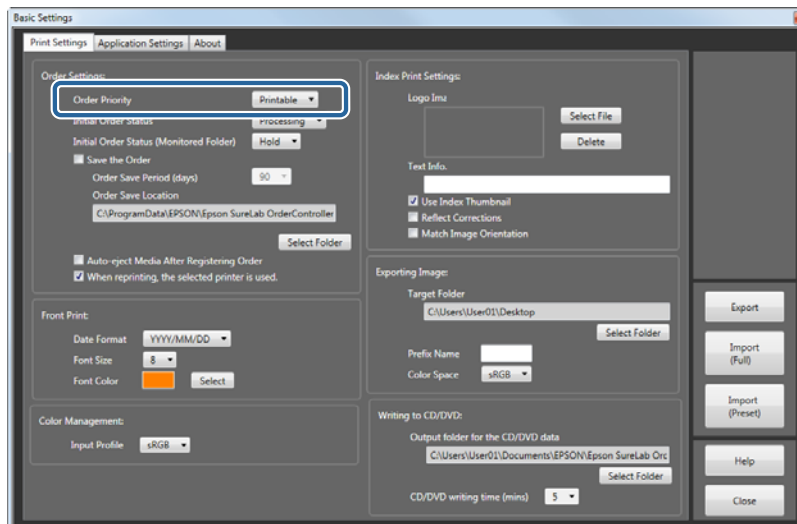 Basic Settings
Print Settings Application Settings About
Order Settings:
Order Priority Printable
Initial Order Status Processing
Initial Order Status (Monitored Folder) Hold
Save the Order
Order Save Period (days) 90
Order Save Location
C:\ProgramData\EPSON\Epson SureLab OrderController
Select Folder
Auto-eject Media After Registering Order
When reprinting, the selected printer is used.
Front Print:
Date Format YYYY/MM/DD
Font Size 8
Font Color Select
Color Management:
Input Profile sRGB
Index Print Settings:
Logo Ima
Select File
Delete
Text Info.
Use Index Thumbnail
Reflect Corrections
Match Image Orientation
Exporting Image:
Target Folder
C:\Users\User01\Desktop
Select Folder
Prefix Name
Color Space sRGB
Writing to CD/DVD:
Output folder for the CD/DVD data
C:\Users\User01\Documents\EPSON\Epson SureLab Orc
Select Folder
CD/DVD writing time (mins) 5
Export
Import
(Full)
Import
(Preset)
Help
Close